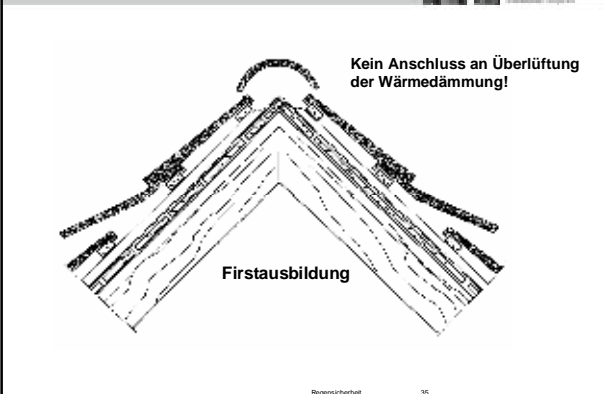 Kein Anschluss an Überlüftung
der Wärmedämmung!
Firstausbildung
Regensicherheit 35